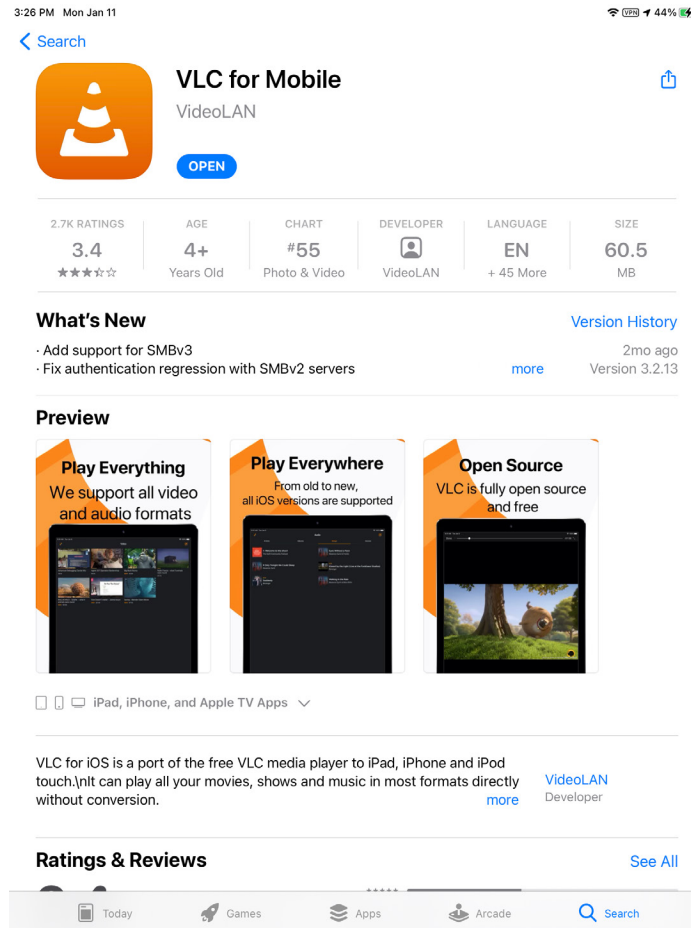 3:26 PM Mon Jan 11
VPN 44%
Search
VLC for Mobile
VideoLAN
OPEN
2.7K RATINGS
3.4
AGE
4+
Years Old
CHART
#55
Photo & Video
DEVELOPER
VideoLAN
LANGUAGE
EN
+ 45 More
SIZE
60.5
MB
What's New
Version History
· Add support for SMBv3
2mo ago
· Fix authentication regression with SMBv2 servers
more
Version 3.2.13
Preview
Play Everything
We support all video
and audio formats
Play Everywhere
From old to new,
all iOS versions are supported
Open Source
VLC is fully open source
and free
iPad, iPhone, and Apple TV Apps
VLC for iOS is a port of the free VLC media player to iPad, iPhone and iPod
touch.\nIt can play all your movies, shows and music in most formats directly
without conversion.
more
VideoLAN
Developer
Ratings & Reviews
See All
Today
Games
Apps
Arcade
Search